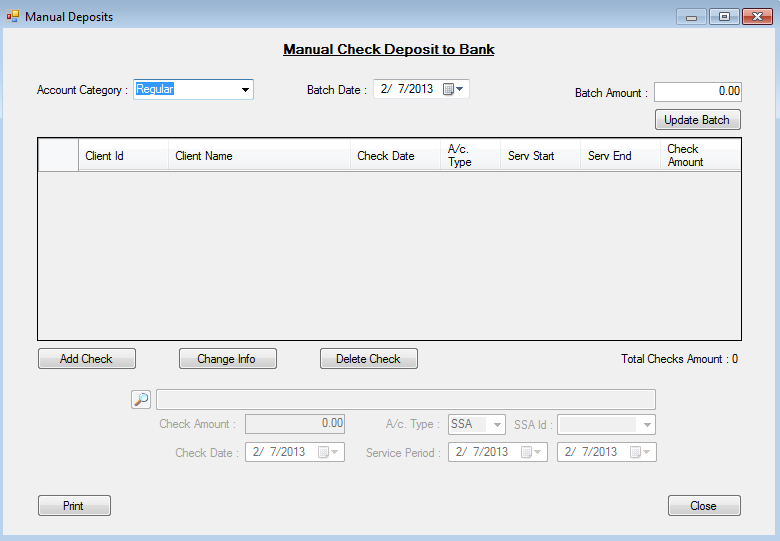 Manual Deposits
Manual Check Deposit to Bank
Account Category : Regular Batch Date : 2/ 7/2013 Batch Amount : 0.00
Update Batch
Client Id Client Name Check Date A/c. Type Serv Start Serv End Check Amount
Add Check Change Info Delete Check Total Checks Amount : 0
Check Amount : 0.00 A/c. Type : SSA SSA Id :
Check Date : 2/ 7/2013 Service Period : 2/ 7/2013 2/ 7/2013
Print Close